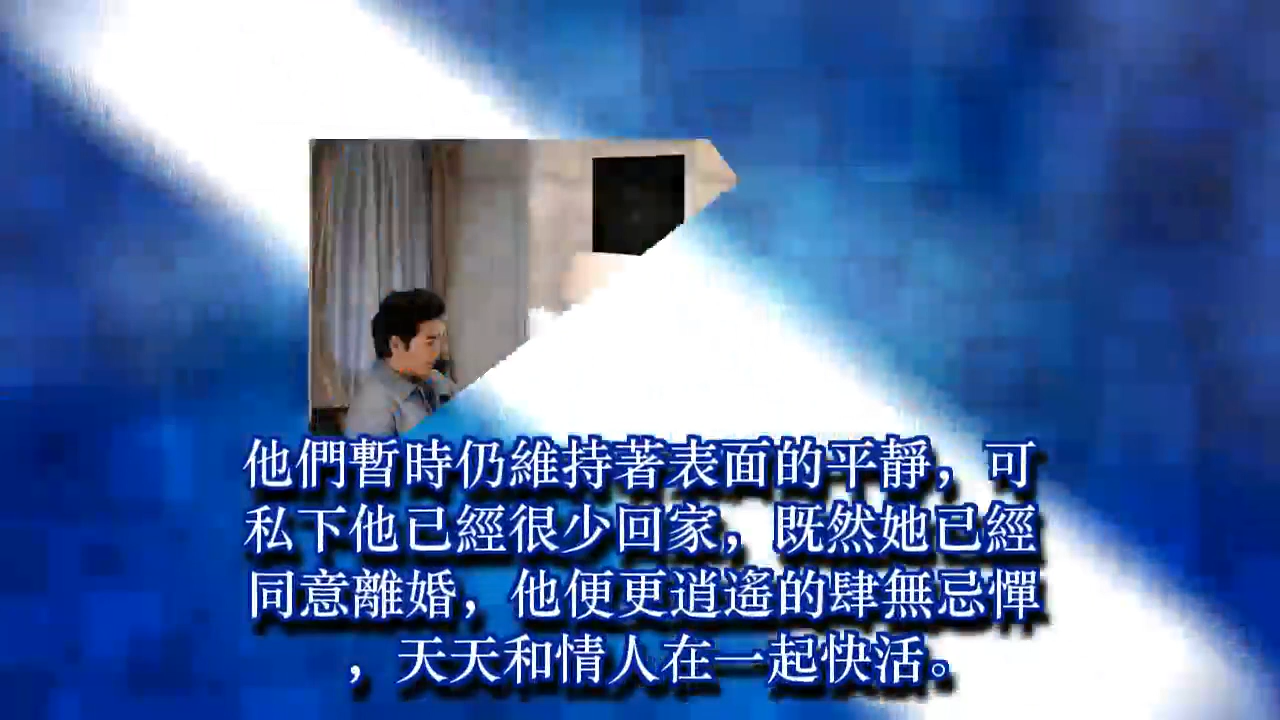 他們暫時仍維持著表面的平靜，可
私下他已經很少回家，既然她已經
同意離婚，他便更逍遙的肆無忌憚
，天天和情人在一起快活。